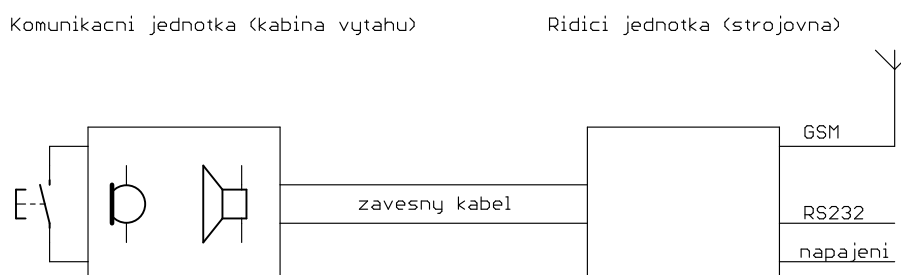 Komunikacni jednotka (kabina vytahu)
Ridici jednotka (strojovna)
GSM
zavesny kabel
RS232
napajeni